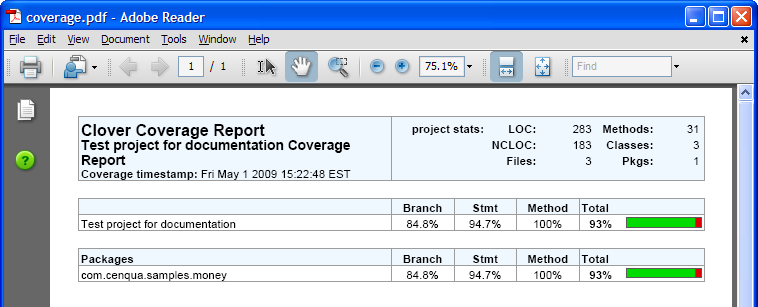 coverage.pdf - Adobe Reader
File Edit View Document Tools Window Help
1 / 1 75.1% Find
Clover Coverage Report
Test project for documentation Coverage
Report
Coverage timestamp: Fri May 1 2009 15:22:48 EST
project stats: LOC: 283 Methods: 31
NCLOC: 183 Classes: 3
Files: 3 Pkgs: 1
Branch Stmt Method Total
Test project for documentation 84.8% 94.7% 100% 93%
Packages Branch Stmt Method Total
com.cenqua.samples.money 84.8% 94.7% 100% 93%